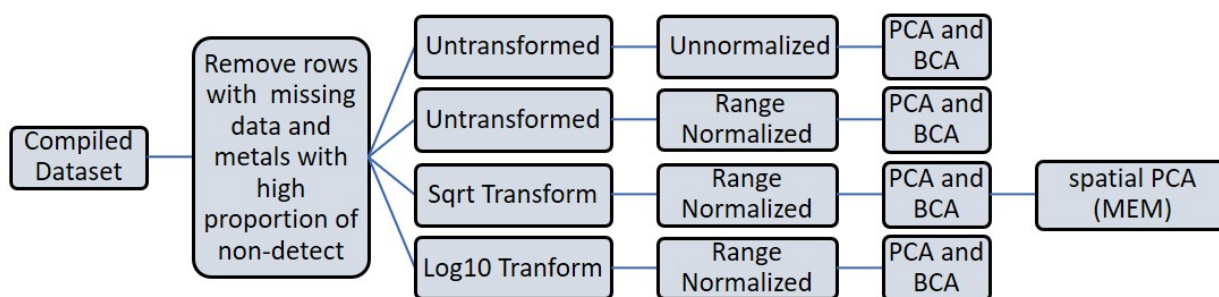 Compiled
Dataset
Remove rows
with missing
data and
metals with
high
proportion of
non-detect
Untransformed
Unnormalized
PCA and
BCA
Untransformed
Range
Normalized
PCA and
BCA
Sqrt Transform
Range
Normalized
PCA and
BCA
spatial PCA
(MEM)
Log10 Tranform
Range
Normalized
PCA and
BCA